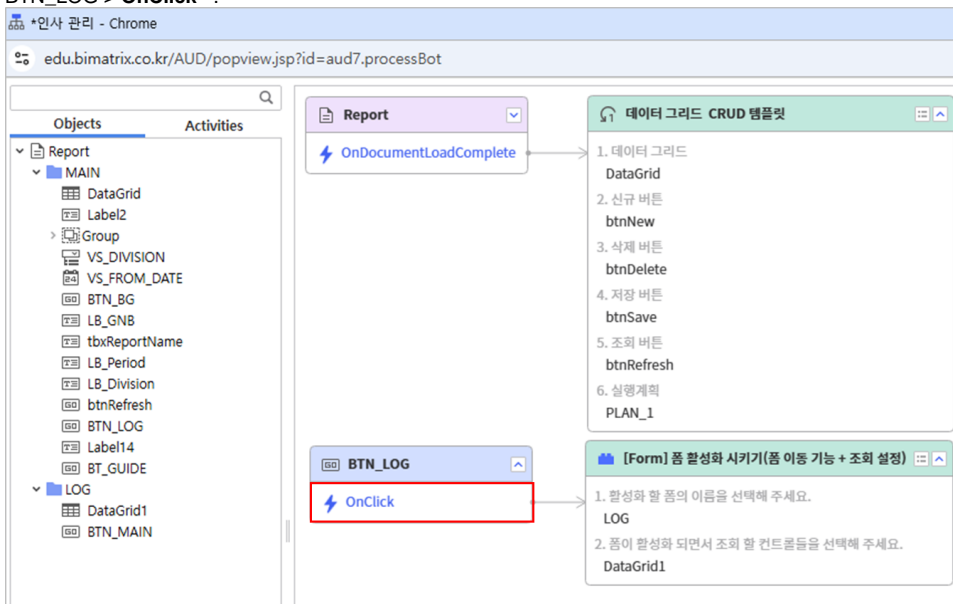 BTN_LOG > OnClick .
*인사 관리 - Chrome
edu.bimatrix.co.kr/AUD/popview.jsp?id=aud7.processBot
Objects
Activities
Report
MAIN
DataGrid
Label2
Group
VS_DIVISION
VS_FROM_DATE
BTN_BG
LB_GNB
tbxReportName
LB_Period
LB_Division
btnRefresh
BTN_LOG
Label14
BT_GUIDE
LOG
DataGrid1
BTN_MAIN
Report
OnDocumentLoadComplete
데이터 그리드 CRUD 템플릿
1. 데이터 그리드
DataGrid
2. 신규 버튼
btnNew
3. 삭제 버튼
btnDelete
4. 저장 버튼
btnSave
5. 조회 버튼
btnRefresh
6. 실행계획
PLAN_1
BTN_LOG
OnClick
[Form] 폼 활성화 시키기(폼 이동 기능 + 조회 설정)
1. 활성화 할 폼의 이름을 선택해 주세요.
LOG
2. 폼이 활성화 되면서 조회 할 컨트롤들을 선택해 주세요.
DataGrid1